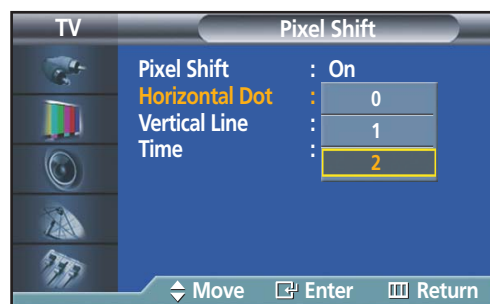 TV Pixel Shift
Pixel Shift : On
Horizontal Dot : 0
Vertical Line : 1
Time : 2
Move Enter Return